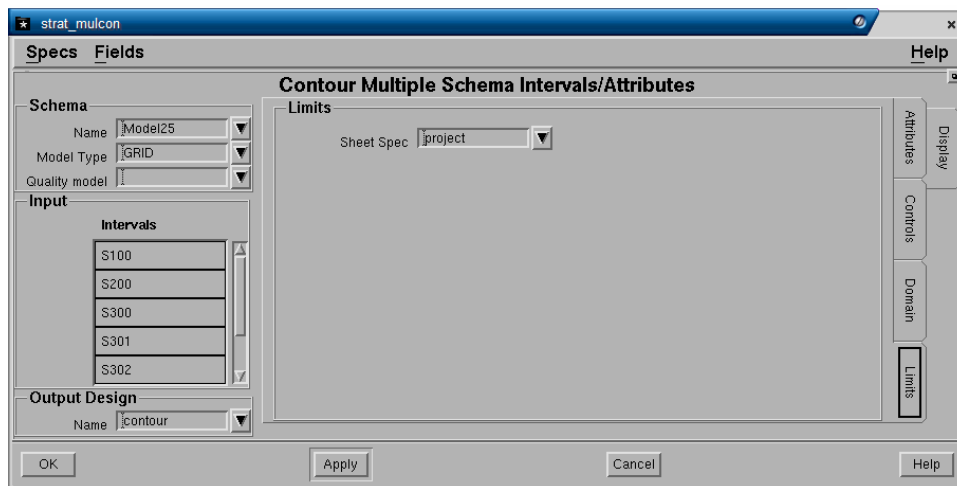 strat_mulcon
Specs Fields Help
Contour Multiple Schema Intervals/Attributes
Schema
Name Model25
Model Type GRID
Quality model
Input
Intervals
S100
S200
S300
S301
S302
Output Design
Name contour
Limits
Sheet Spec project
Attributes
Controls
Domain
Limits
Display
OK Apply Cancel Help